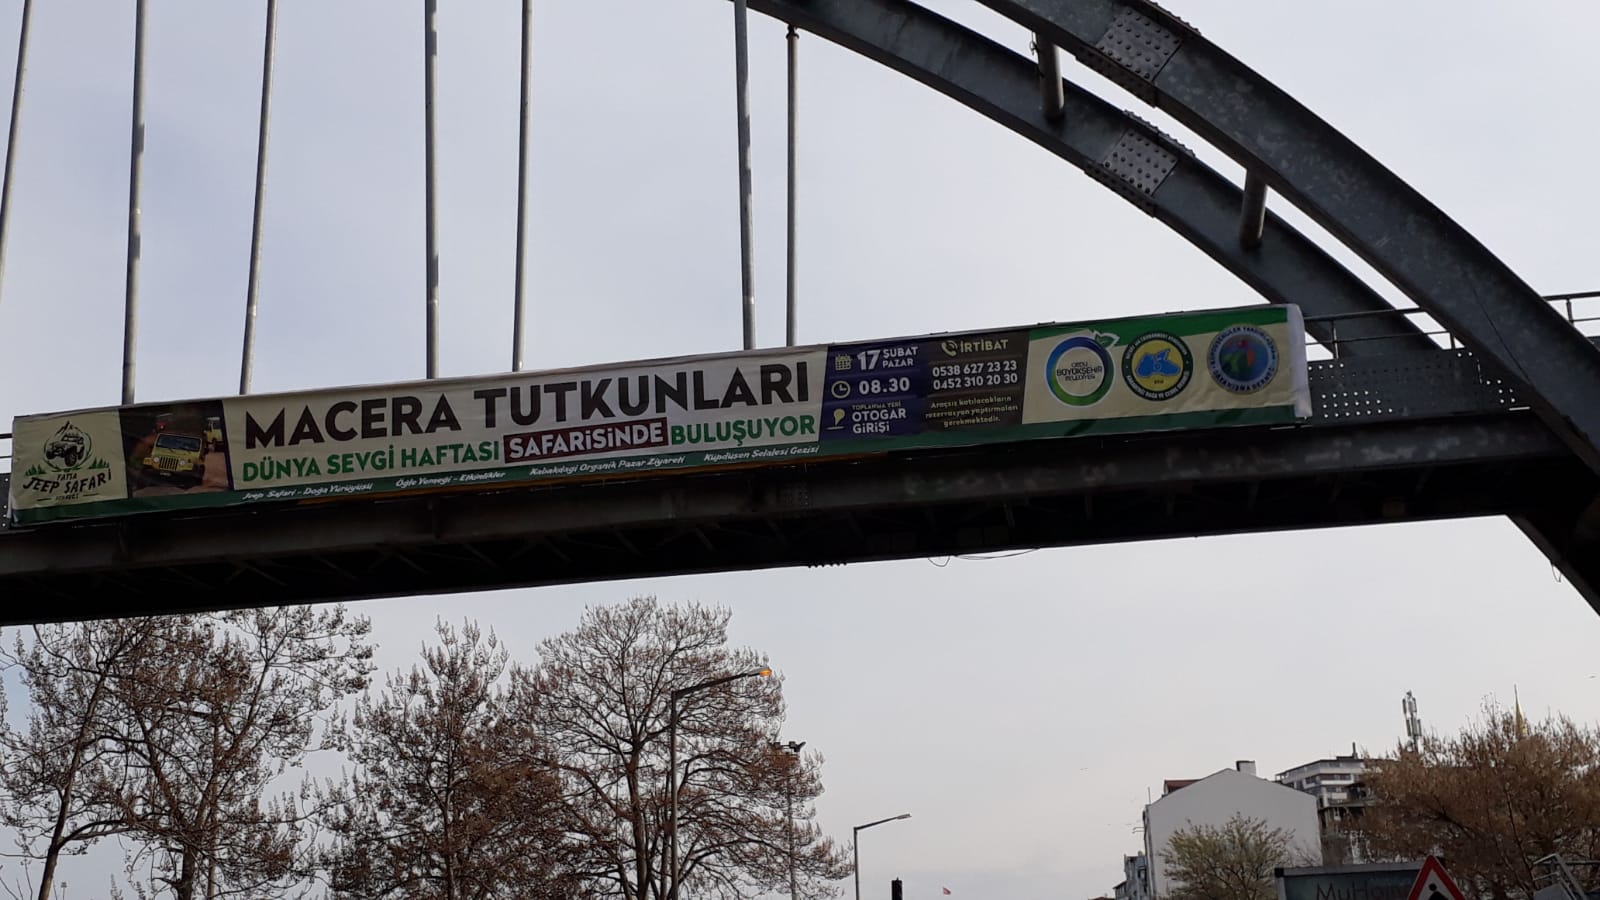 FATSA
JEEP SAFARI
MACERA TUTKUNLARI
DÜNYA SEVGİ HAFTASI SAFARİSİNDE BULUŞUYOR
Jeep Safari - Doğa Yürüyüşü Öğle Yemeği - Etkinlikler Kabakdağı Organik Pazar Ziyareti Küpdüşen Şelalesi Gezisi
17 ŞUBAT
PAZAR
08.30
TOPLANMA YERİ
OTOGAR
GİRİŞİ
İRTİBAT
0538 627 23 23
0452 310 20 30
Araçsız katılacakların
rezervasyon yaptırmaları
gerekmektedir.
ORDU
BÜYÜKŞEHİR
BELEDİYESİ